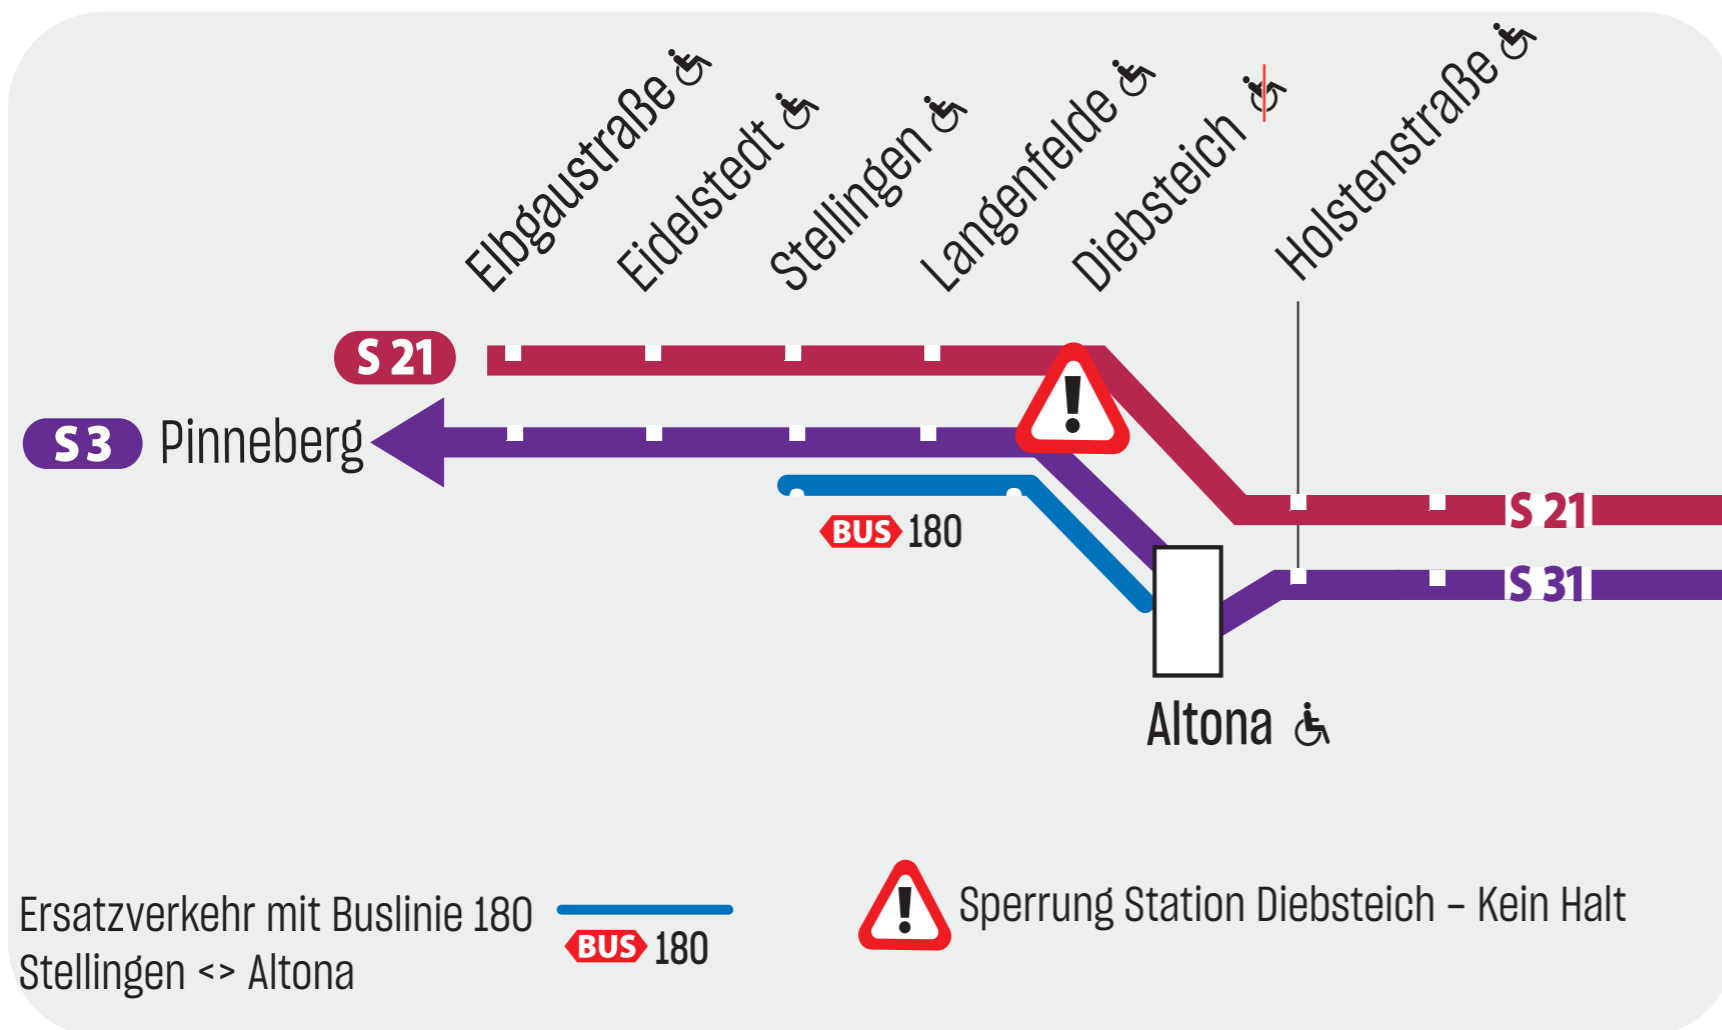 Elbgaustraße
Eidelstedt
Stellingen
Langenfelde
Diebsteich
Holstenstraße
S 21
S 3 Pinneberg
BUS 180
S 21
S 31
Altona
Ersatzverkehr mit Buslinie 180
Stellingen <> Altona
BUS 180
Sperrung Station Diebsteich – Kein Halt